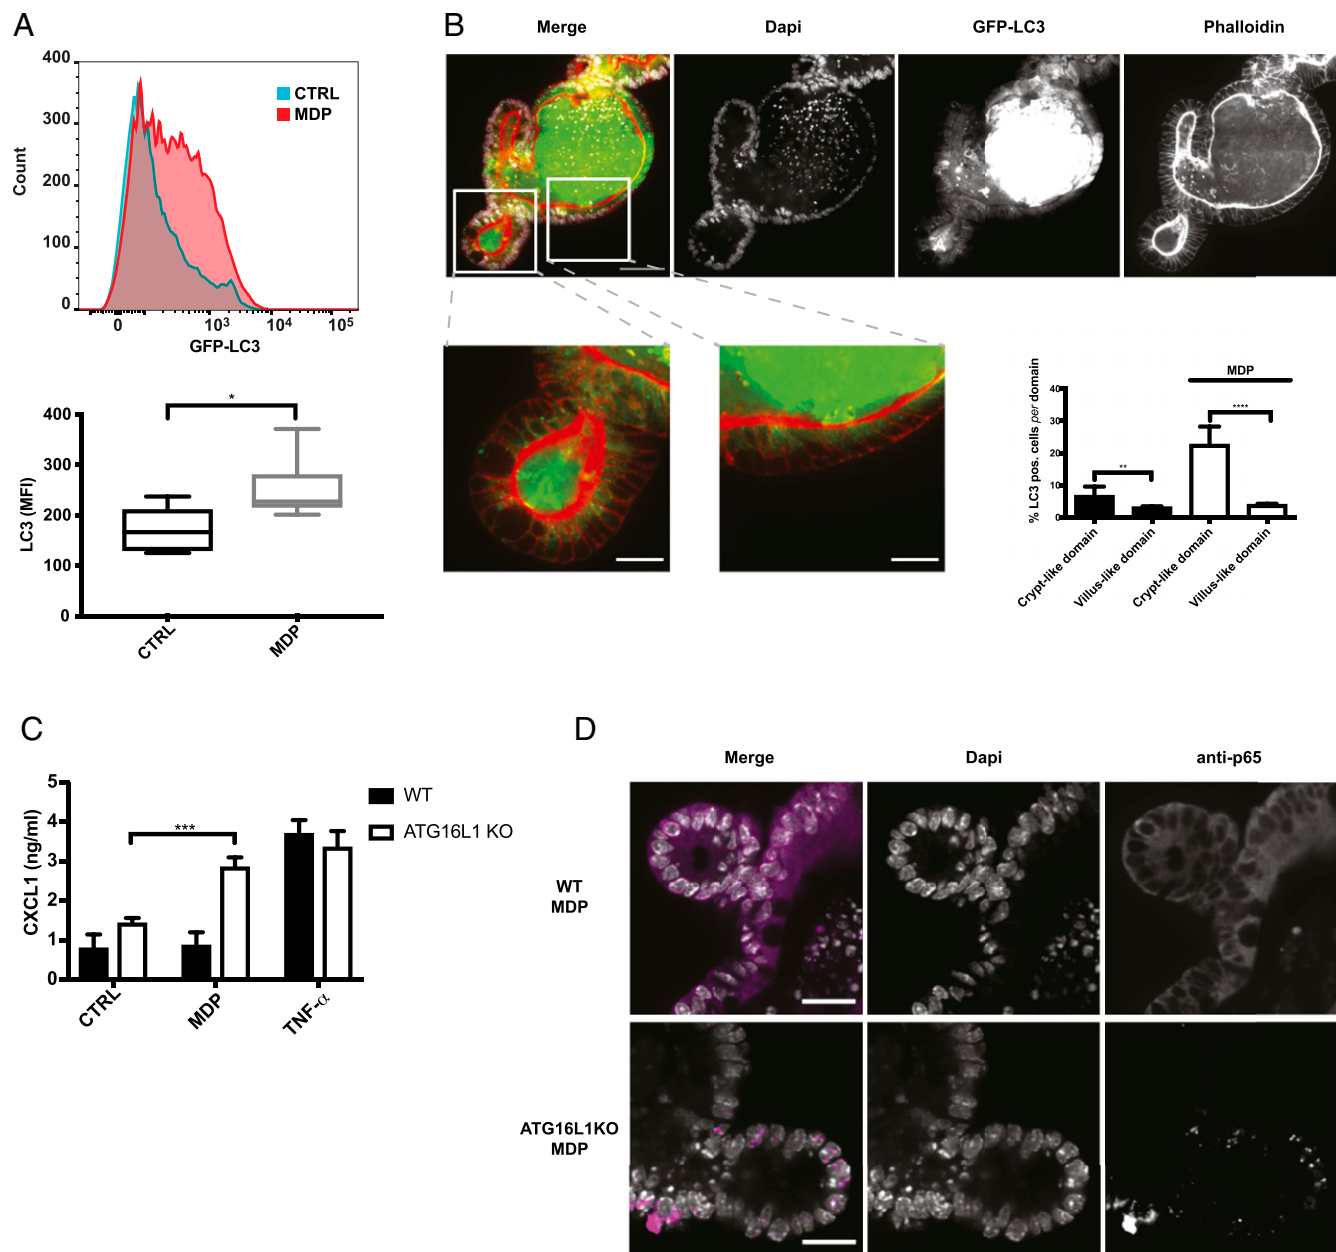 A
400
300
200
100
0
Count
CTRL
MDP
0
10³
10⁴
10⁵
GFP-LC3
*
400
300
200
100
0
LC3 (MFI)
CTRL
MDP
B
Merge
Dapi
GFP-LC3
Phalloidin
MDP
40
30
20
10
0
% LC3 pos. cells per domain
**
****
Crypt-like domain
Villus-like domain
Crypt-like domain
Villus-like domain
C
5
4
3
2
1
0
CXCL1 (ng/ml)
***
WT
ATG16L1 KO
CTRL
MDP
TNF-α
D
Merge
Dapi
anti-p65
WT
MDP
ATG16L1KO
MDP